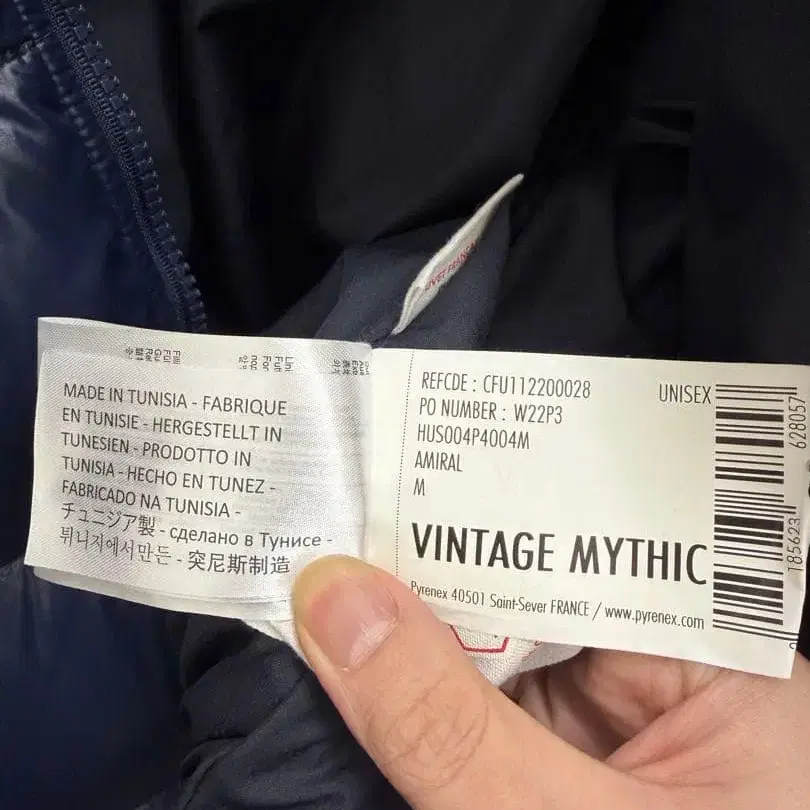 MADE IN TUNISIA - FABRIQUE
EN TUNISIE - HERGESTELLT IN
TUNESIEN - PRODOTTO IN
TUNISIA - HECHO EN TUNEZ -
FABRICADO NA TUNISIA -
チュニジア製 - сделано в Тунисе -
튀니지에서만든 - 突尼斯制造
REFCDE : CFU112200028
UNISEX
PO NUMBER : W22P3
HUS004P4004M
AMIRAL
M
VINTAGE MYTHIC
Pyrenex 40501 Saint-Sever FRANCE / www.pyrenex.com
185623
628057